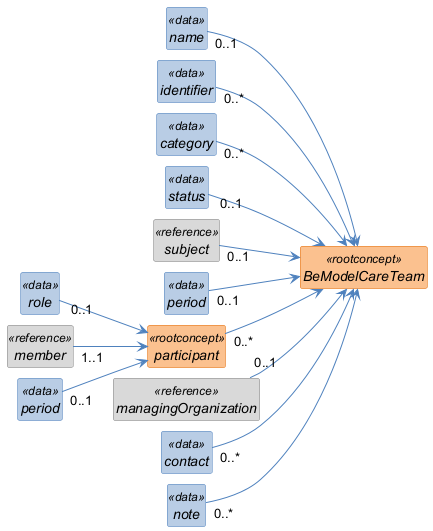 «data»
name
0..1
«data»
identifier
0..*
«data»
category
0..*
«data»
status
0..1
«reference»
subject
0..1
«rootconcept»
BeModelCareTeam
«data»
period
0..1
«data»
role
0..1
«reference»
member
1..1
«data»
period
0..1
«rootconcept»
participant
0..*
«reference»
managingOrganization
0..1
«data»
contact
0..*
«data»
note
0..*